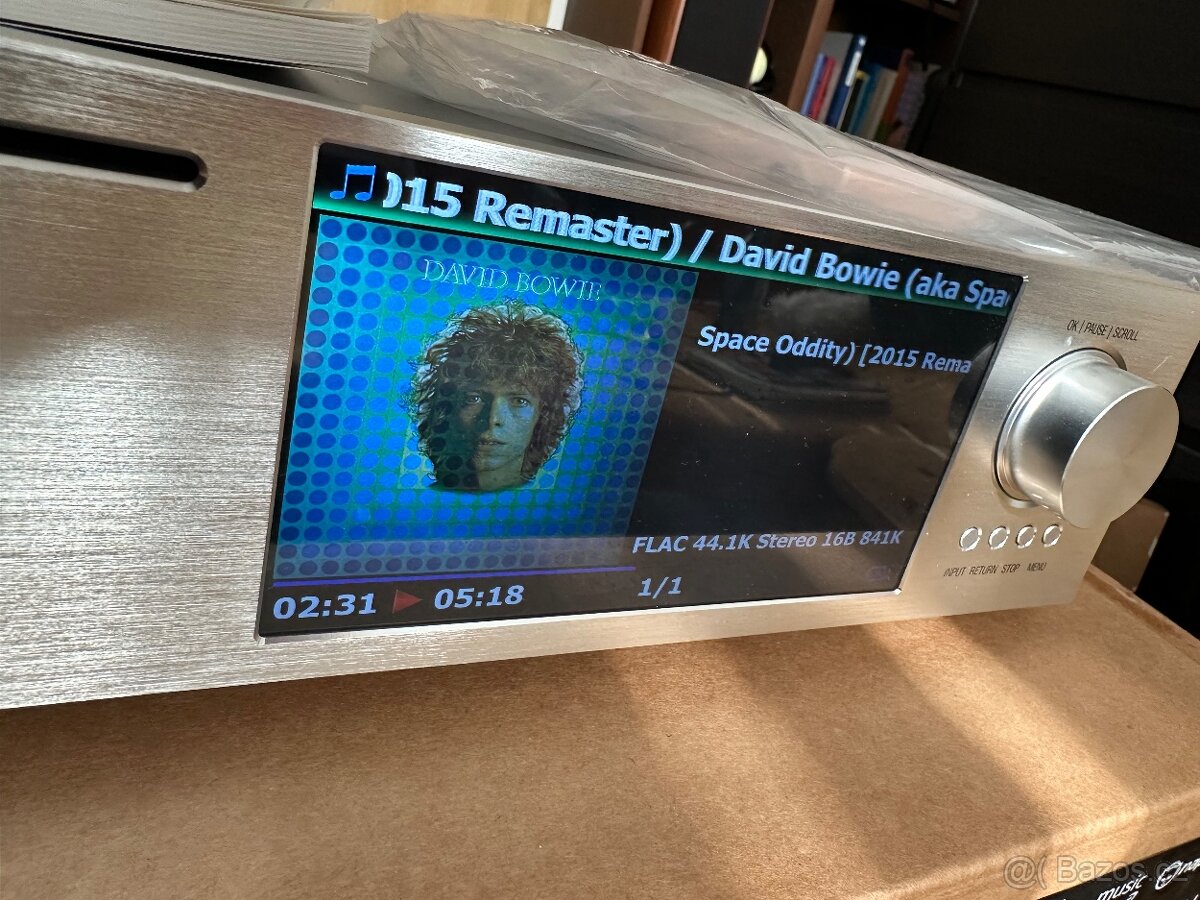 )15 Remaster) / David Bowie (aka Spa
DAVID BOWIE
Space Oddity) [2015 Rema
FLAC 44.1K Stereo 16B 841K
02:31 05:18
1/1
OK | PAUSE | SCROLL
INPUT RETURN STOP MENU
@( Bazos.cz
music